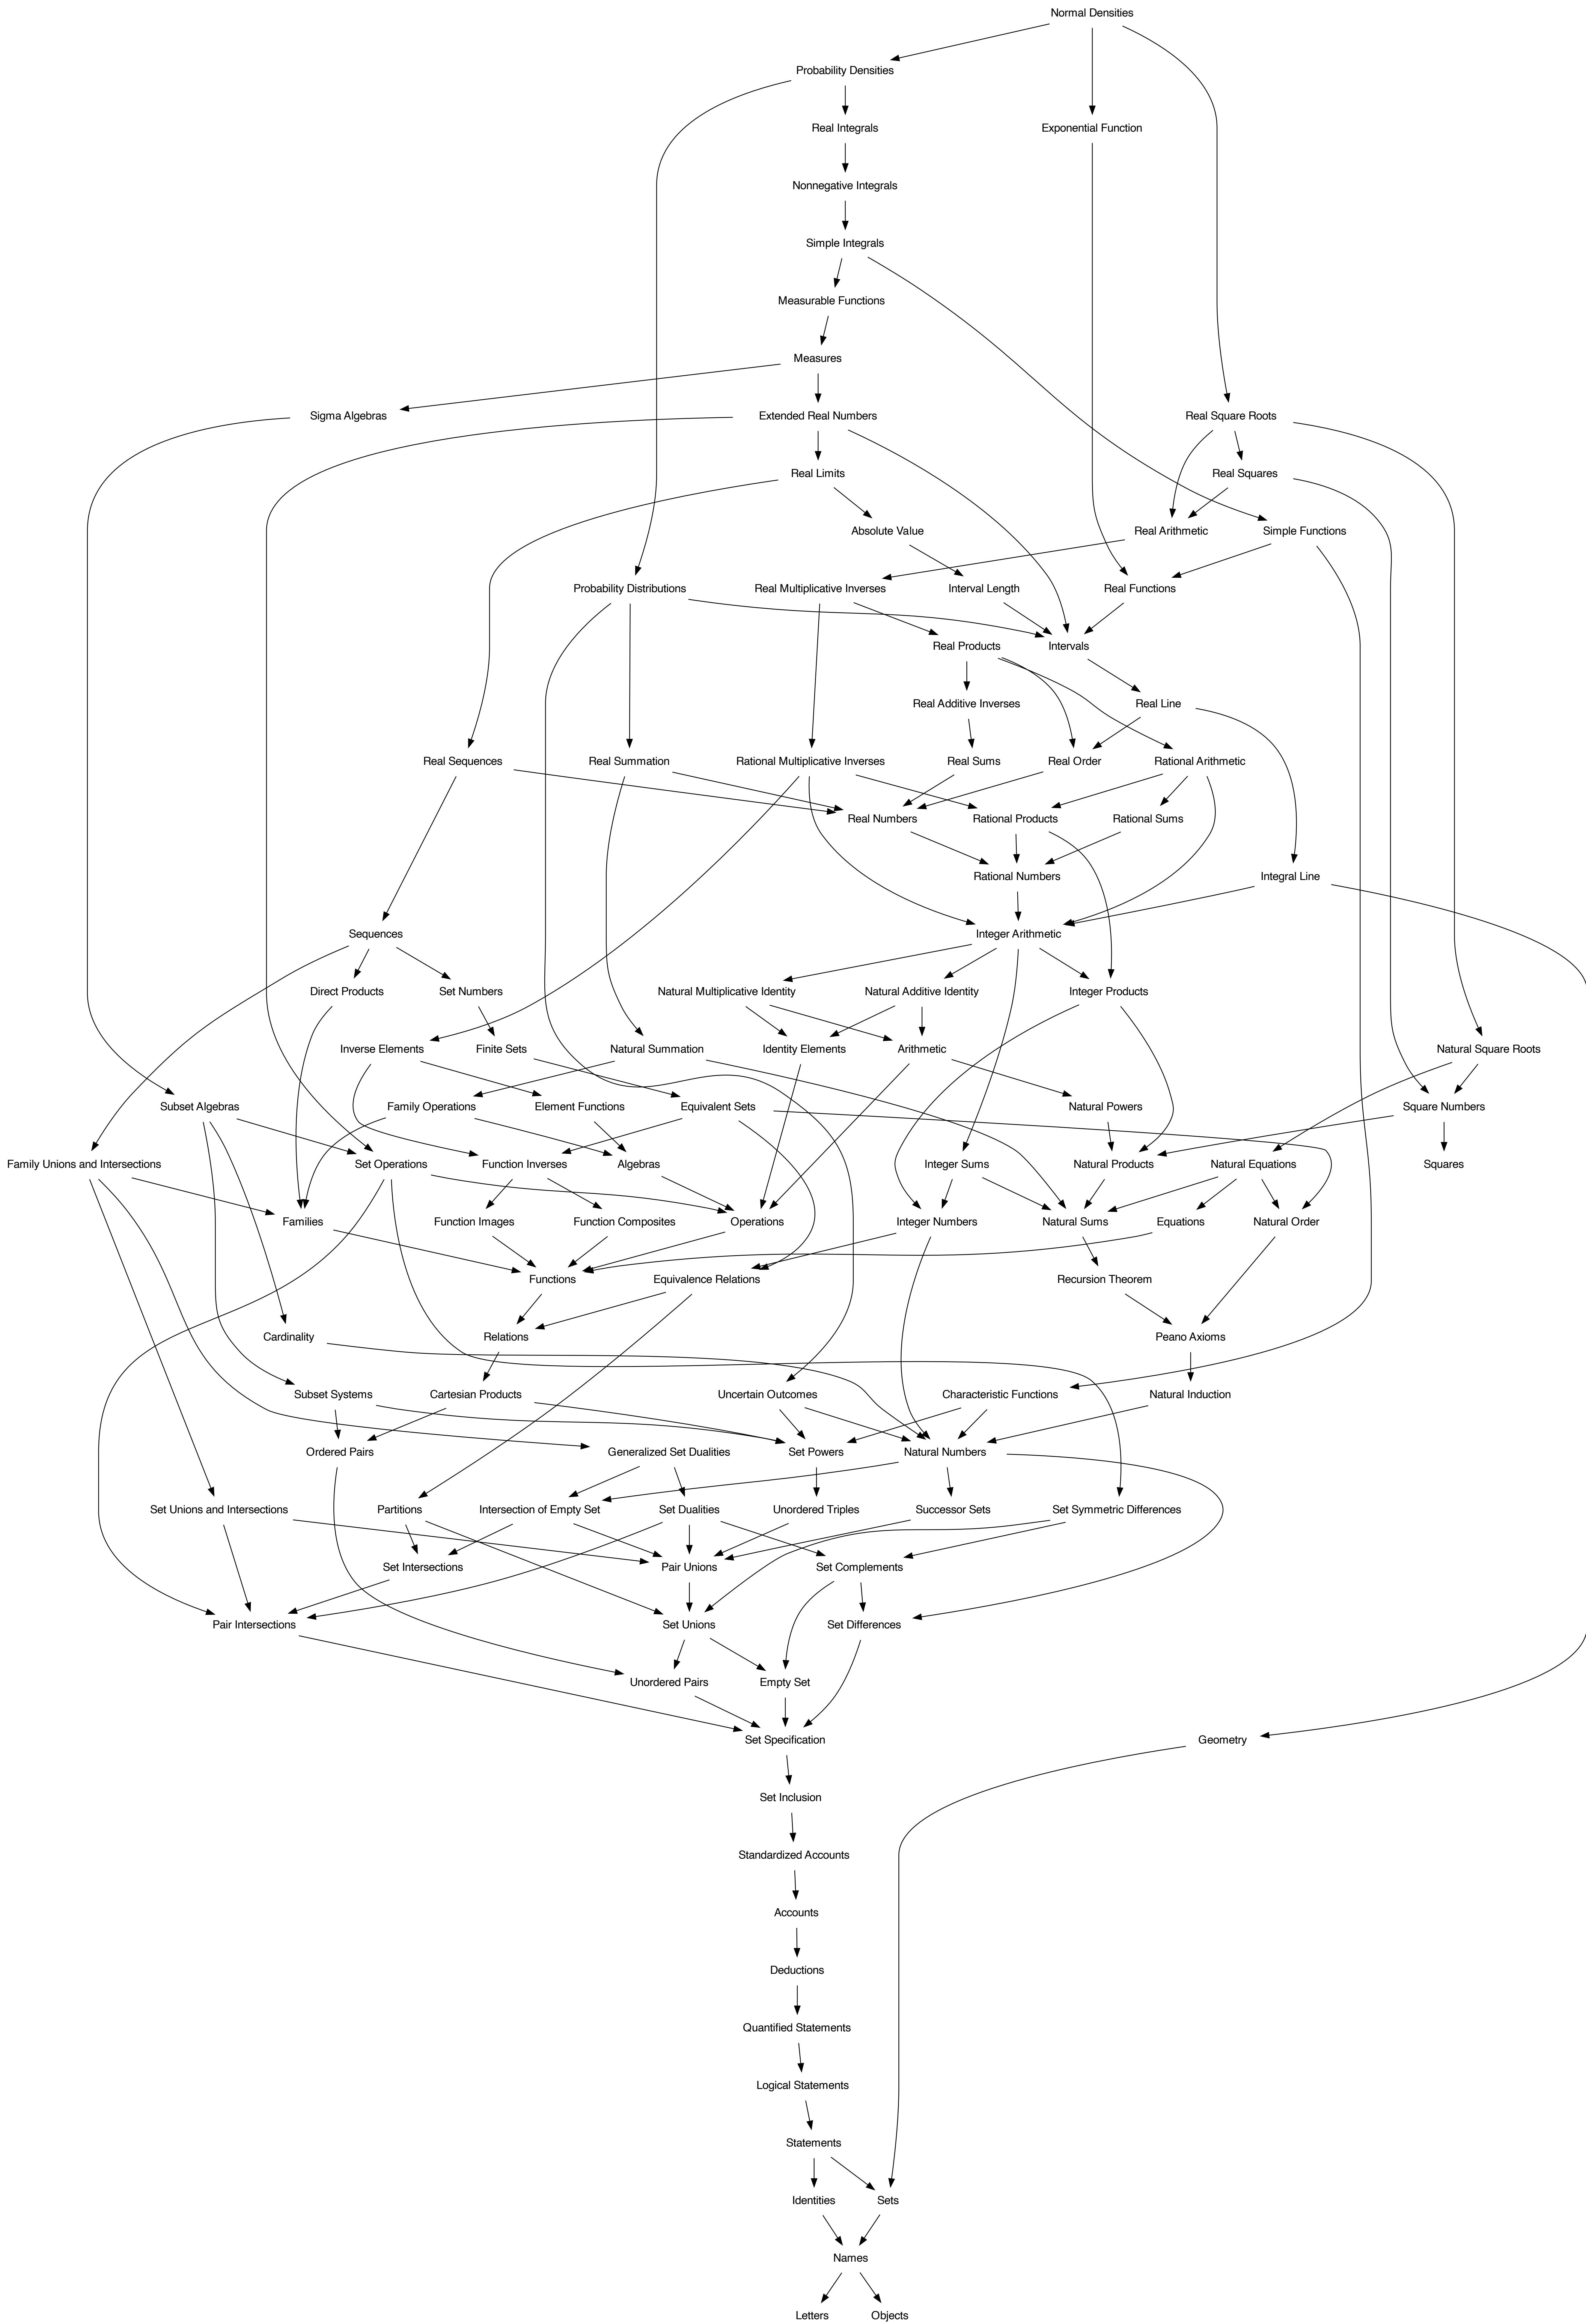 Normal Densities
Probability Densities
Real Integrals
Exponential Function
Nonnegative Integrals
Simple Integrals
Measurable Functions
Measures
Sigma Algebras
Extended Real Numbers
Real Square Roots
Real Limits
Real Squares
Absolute Value
Real Arithmetic
Simple Functions
Probability Distributions
Real Multiplicative Inverses
Interval Length
Real Functions
Real Products
Intervals
Real Additive Inverses
Real Line
Real Sequences
Real Summation
Rational Multiplicative Inverses
Real Sums
Real Order
Rational Arithmetic
Real Numbers
Rational Products
Rational Sums
Rational Numbers
Integral Line
Sequences
Integer Arithmetic
Direct Products
Set Numbers
Natural Multiplicative Identity
Natural Additive Identity
Integer Products
Inverse Elements
Finite Sets
Natural Summation
Identity Elements
Arithmetic
Natural Square Roots
Subset Algebras
Family Operations
Element Functions
Equivalent Sets
Natural Powers
Square Numbers
Family Unions and Intersections
Set Operations
Function Inverses
Algebras
Integer Sums
Natural Products
Natural Equations
Squares
Families
Function Images
Function Composites
Operations
Integer Numbers
Natural Sums
Equations
Natural Order
Functions
Equivalence Relations
Recursion Theorem
Cardinality
Relations
Peano Axioms
Subset Systems
Cartesian Products
Uncertain Outcomes
Characteristic Functions
Natural Induction
Ordered Pairs
Generalized Set Dualities
Set Powers
Natural Numbers
Set Unions and Intersections
Partitions
Intersection of Empty Set
Set Dualities
Unordered Triples
Successor Sets
Set Symmetric Differences
Set Intersections
Pair Unions
Set Complements
Pair Intersections
Set Unions
Set Differences
Unordered Pairs
Empty Set
Set Specification
Geometry
Set Inclusion
Standardized Accounts
Accounts
Deductions
Quantified Statements
Logical Statements
Statements
Identities
Sets
Names
Letters
Objects